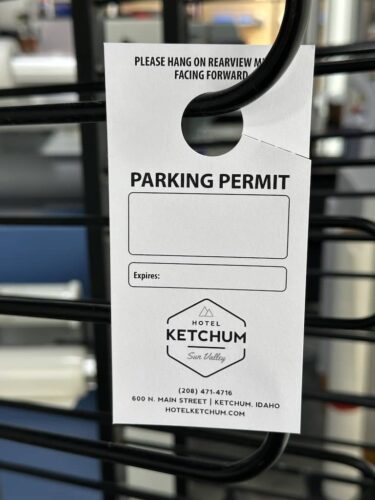 PLEASE HANG ON REARVIEW
FACING FORWARD
PARKING PERMIT
Expires:
HOTEL
KETCHUM
Sun Valley
(208) 471-4716
600 N. MAIN STREET | KETCHUM, IDAHO
HOTELKETCHUM.COM